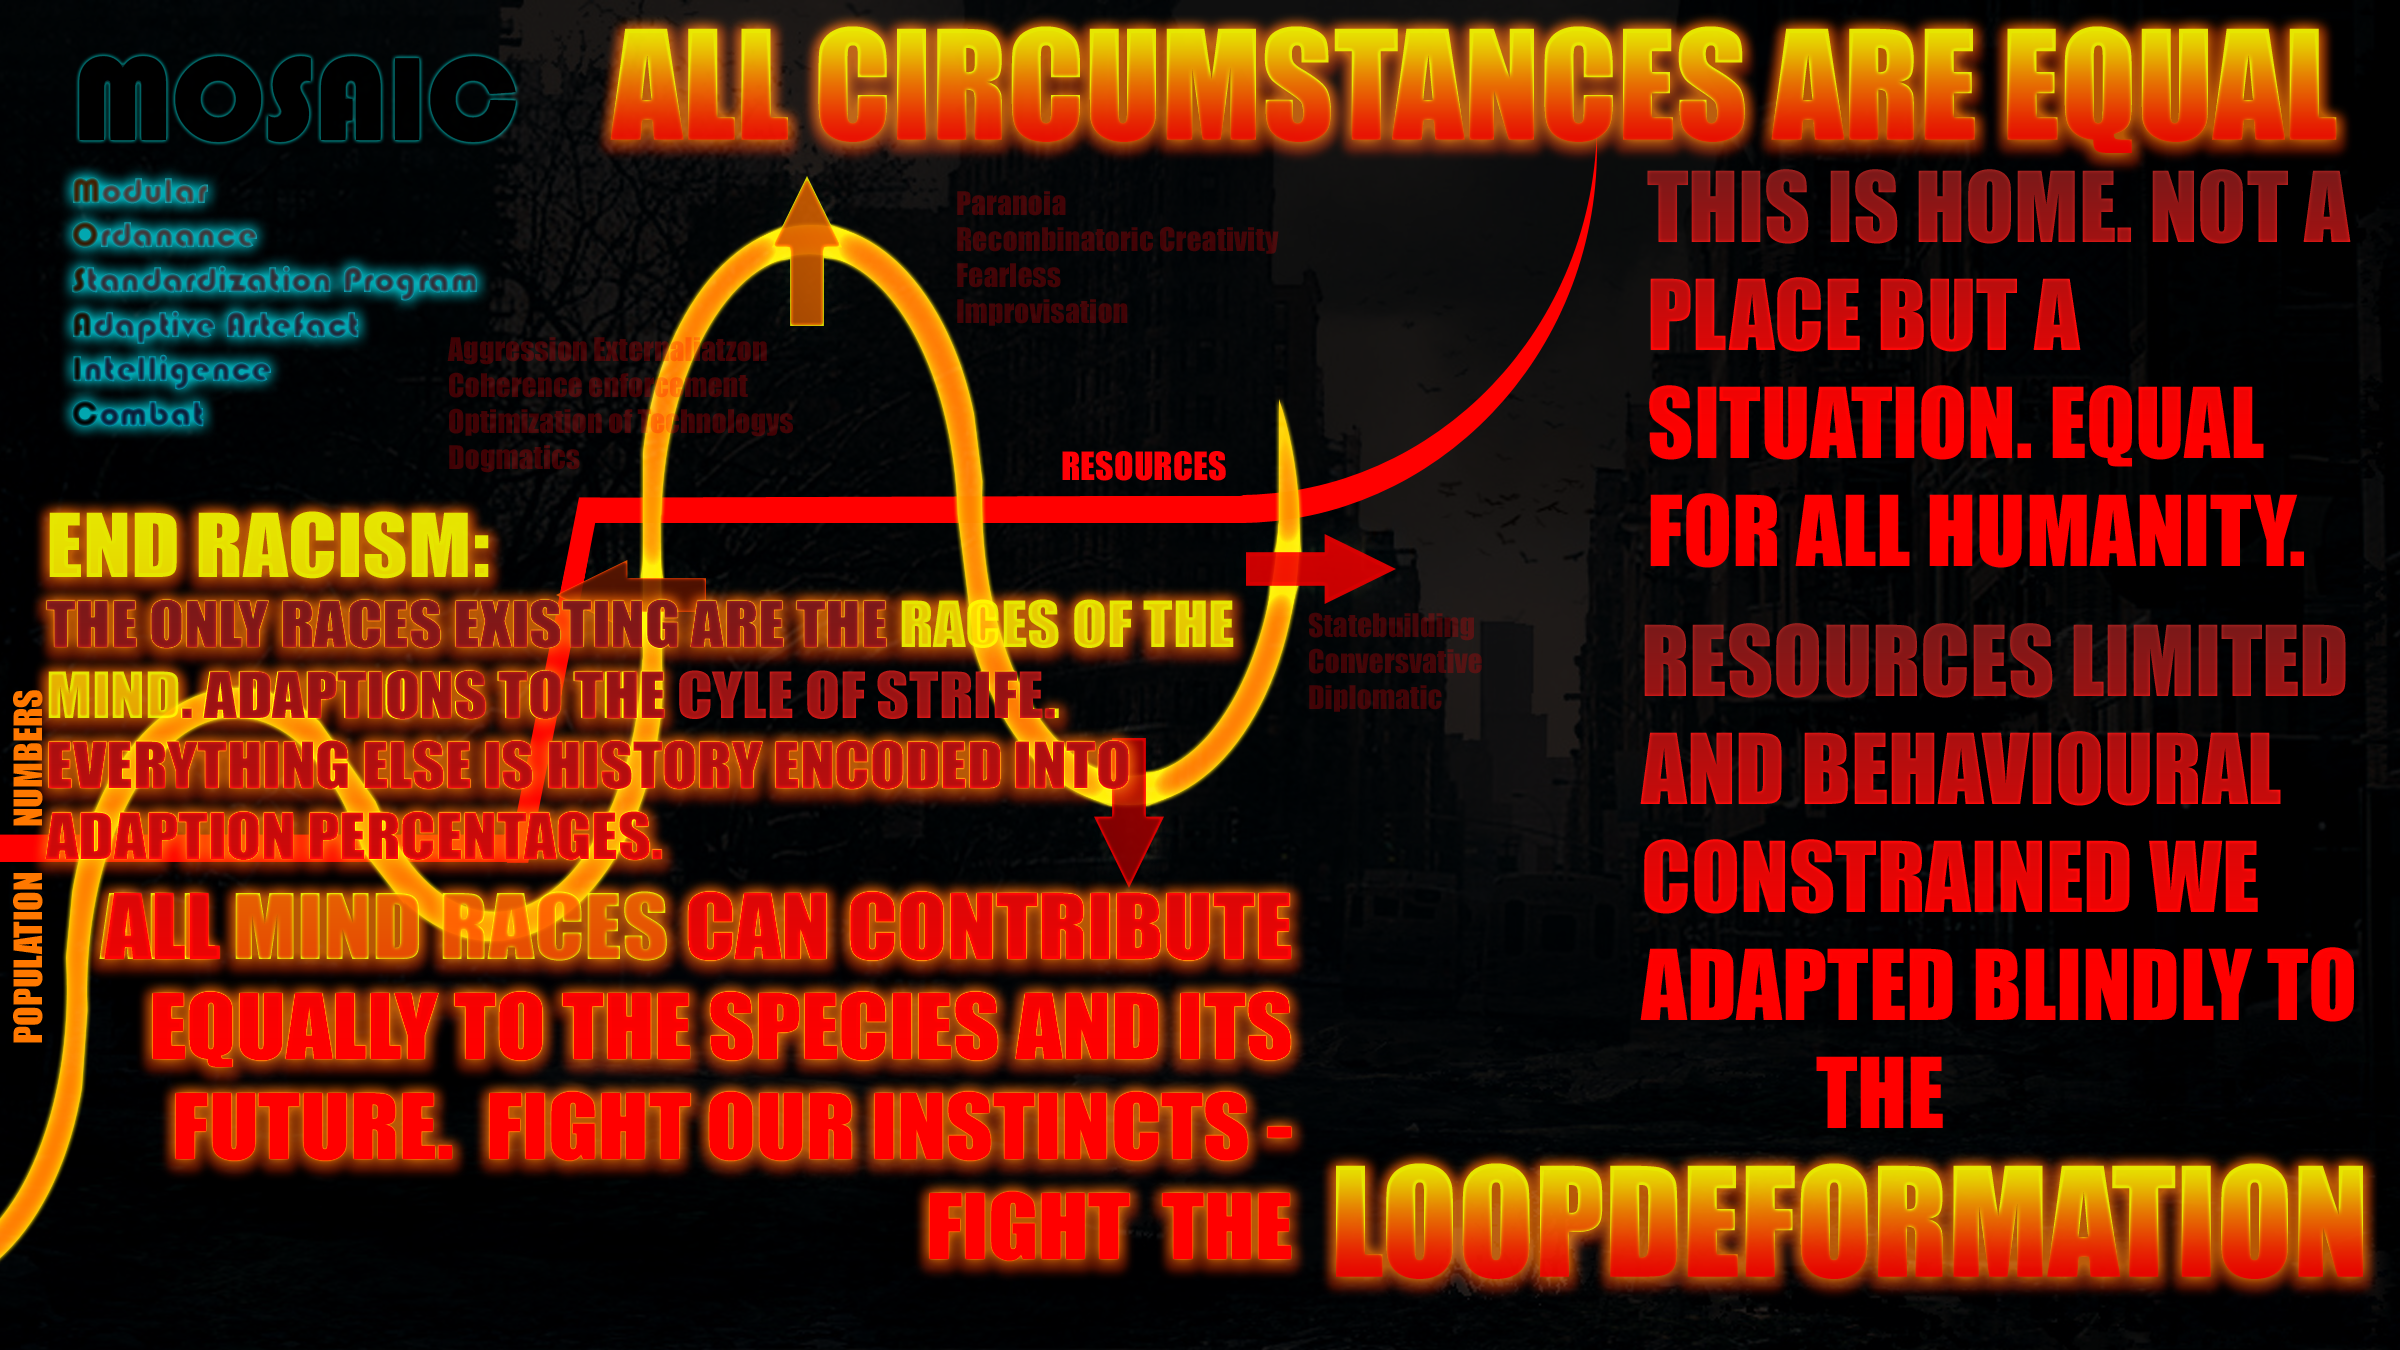 MOSAIC
Modular
Ordanance
Standardization Program
Adaptive Artefact
Intelligence
Combat
ALL CIRCUMSTANCES ARE EQUAL
THIS IS HOME. NOT A
PLACE BUT A
SITUATION. EQUAL
FOR ALL HUMANITY.
RESOURCES LIMITED
AND BEHAVIOURAL
CONSTRAINED WE
ADAPTED BLINDLY TO
THE
LOOPDEFORMATION
Paranoia
Recombinatoric Creativity
Fearless
Improvisation
Aggression Externaliatzon
Coherence enforcement
Optimization of Technologys
Dogmatics
RESOURCES
Statebuilding
Conversvative
Diplomatic
END RACISM:
THE ONLY RACES EXISTING ARE THE RACES OF THE
MIND. ADAPTIONS TO THE CYLE OF STRIFE.
EVERYTHING ELSE IS HISTORY ENCODED INTO
ADAPTION PERCENTAGES.
ALL MIND RACES CAN CONTRIBUTE
EQUALLY TO THE SPECIES AND ITS
FUTURE. FIGHT OUR INSTINCTS -
FIGHT THE
POPULATION NUMBERS